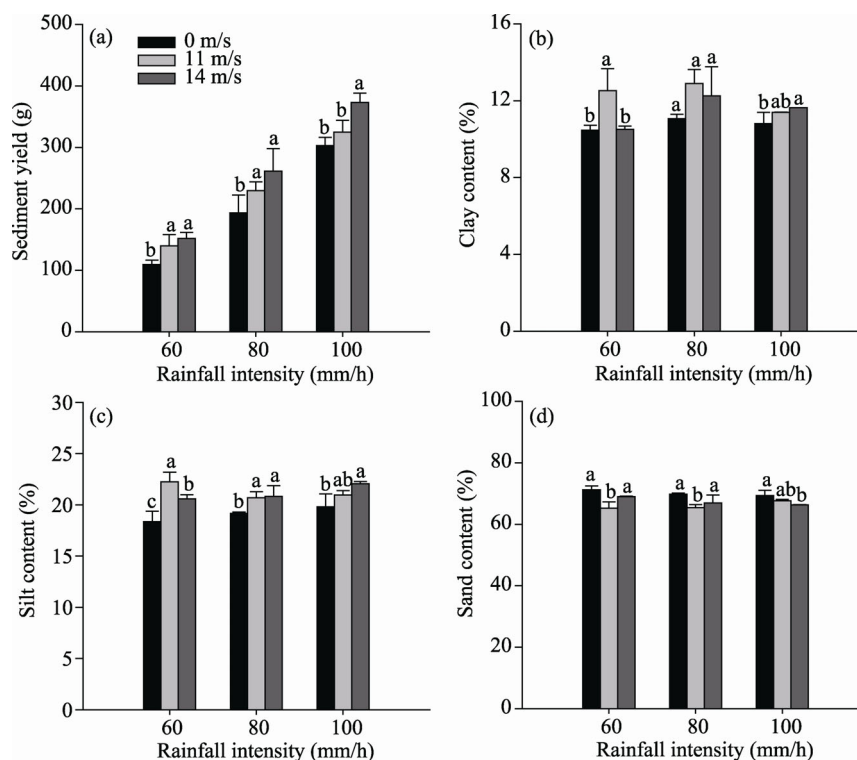 (a)
0 m/s
11 m/s
14 m/s
Sediment yield (g)
500
400
300
200
100
0
b a a
b a a
b b a
60 80 100
Rainfall intensity (mm/h)
(b)
Clay content (%)
16
12
8
4
0
b a b
a a a
b ab a
60 80 100
Rainfall intensity (mm/h)
(c)
Silt content (%)
30
25
20
15
10
5
0
c a b
b a a
b ab a
60 80 100
Rainfall intensity (mm/h)
(d)
Sand content (%)
100
80
60
40
20
0
a b a
a b a
a ab b
60 80 100
Rainfall intensity (mm/h)